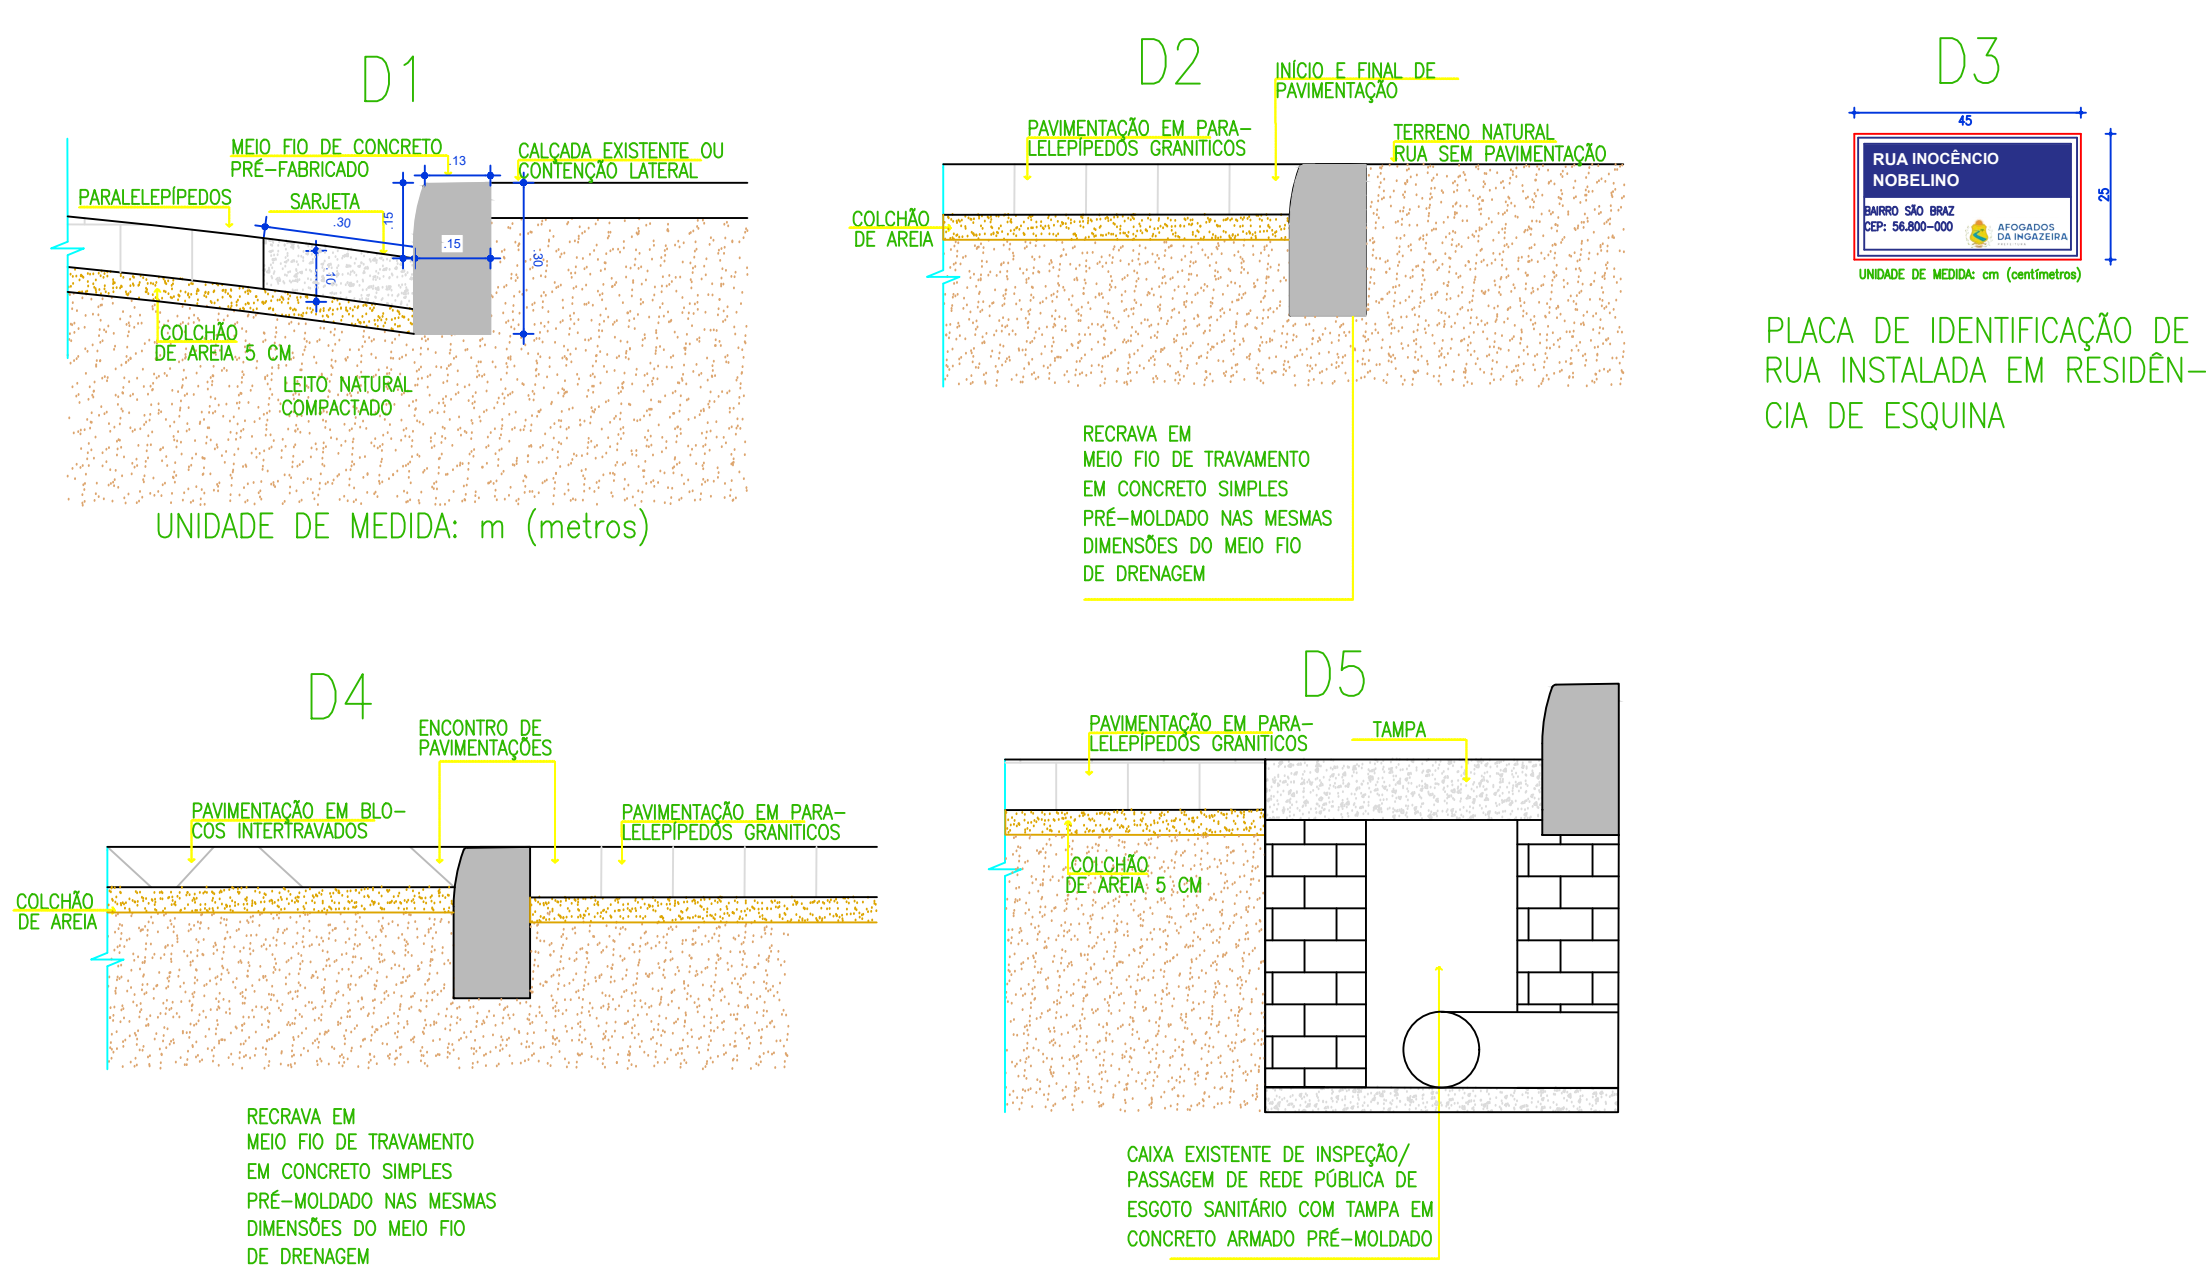 D1
MEIO FIO DE CONCRETO
PRÉ-FABRICADO
.13
CALÇADA EXISTENTE OU
CONTENÇÃO LATERAL
PARALELEPÍPEDOS
SARJETA
.30
.15
.15
.10
.30
COLCHÃO
DE AREIA 5 CM
LEITO NATURAL
COMPACTADO
UNIDADE DE MEDIDA: m (metros)
D2
INÍCIO E FINAL DE
PAVIMENTAÇÃO
PAVIMENTAÇÃO EM PARA-
LELEPÍPEDOS GRANITICOS
TERRENO NATURAL
RUA SEM PAVIMENTAÇÃO
COLCHÃO
DE AREIA
RECRAVA EM
MEIO FIO DE TRAVAMENTO
EM CONCRETO SIMPLES
PRÉ-MOLDADO NAS MESMAS
DIMENSÕES DO MEIO FIO
DE DRENAGEM
D3
45
25
RUA INOCÊNCIO
NOBELINO
BAIRRO SÃO BRAZ
CEP: 56.800-000
AFOGADOS
DA INGAZEIRA
UNIDADE DE MEDIDA: cm (centímetros)
PLACA DE IDENTIFICAÇÃO DE
RUA INSTALADA EM RESIDÊN-
CIA DE ESQUINA
D4
ENCONTRO DE
PAVIMENTAÇÕES
PAVIMENTAÇÃO EM BLO-
COS INTERTRAVADOS
PAVIMENTAÇÃO EM PARA-
LELEPÍPEDOS GRANITICOS
COLCHÃO
DE AREIA
RECRAVA EM
MEIO FIO DE TRAVAMENTO
EM CONCRETO SIMPLES
PRÉ-MOLDADO NAS MESMAS
DIMENSÕES DO MEIO FIO
DE DRENAGEM
D5
PAVIMENTAÇÃO EM PARA-
LELEPÍPEDOS GRANITICOS
TAMPA
COLCHÃO
DE AREIA 5 CM
CAIXA EXISTENTE DE INSPEÇÃO/
PASSAGEM DE REDE PÚBLICA DE
ESGOTO SANITÁRIO COM TAMPA EM
CONCRETO ARMADO PRÉ-MOLDADO